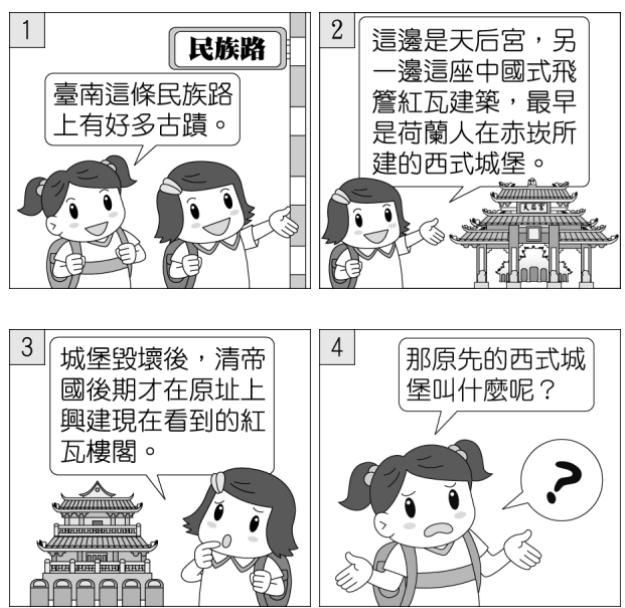 1
民族路
臺南這條民族路
上有好多古蹟。
2
這邊是天后宮，另
一邊這座中國式飛
簷紅瓦建築，最早
是荷蘭人在赤崁所
建的西式城堡。
3
城堡毀壞後，清帝
國後期才在原址上
興建現在看到的紅
瓦樓閣。
4
那原先的西式城
堡叫什麼呢？
?